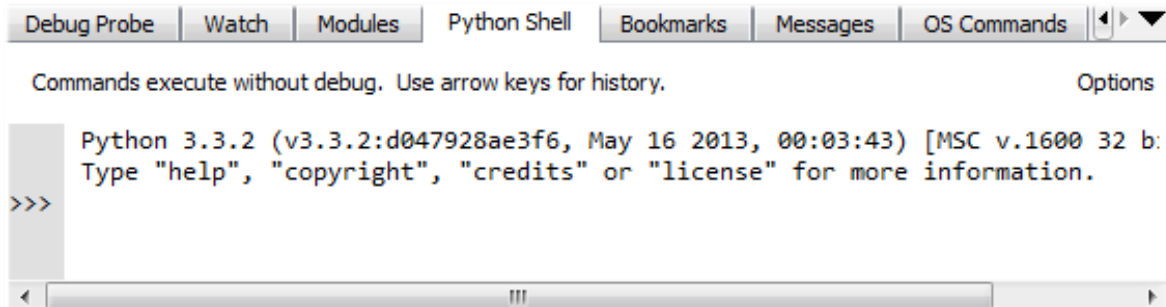 Debug Probe Watch Modules Python Shell Bookmarks Messages OS Commands
Commands execute without debug. Use arrow keys for history. Options
Python 3.3.2 (v3.3.2:d047928ae3f6, May 16 2013, 00:03:43) [MSC v.1600 32 b
Type "help", "copyright", "credits" or "license" for more information.
>>>